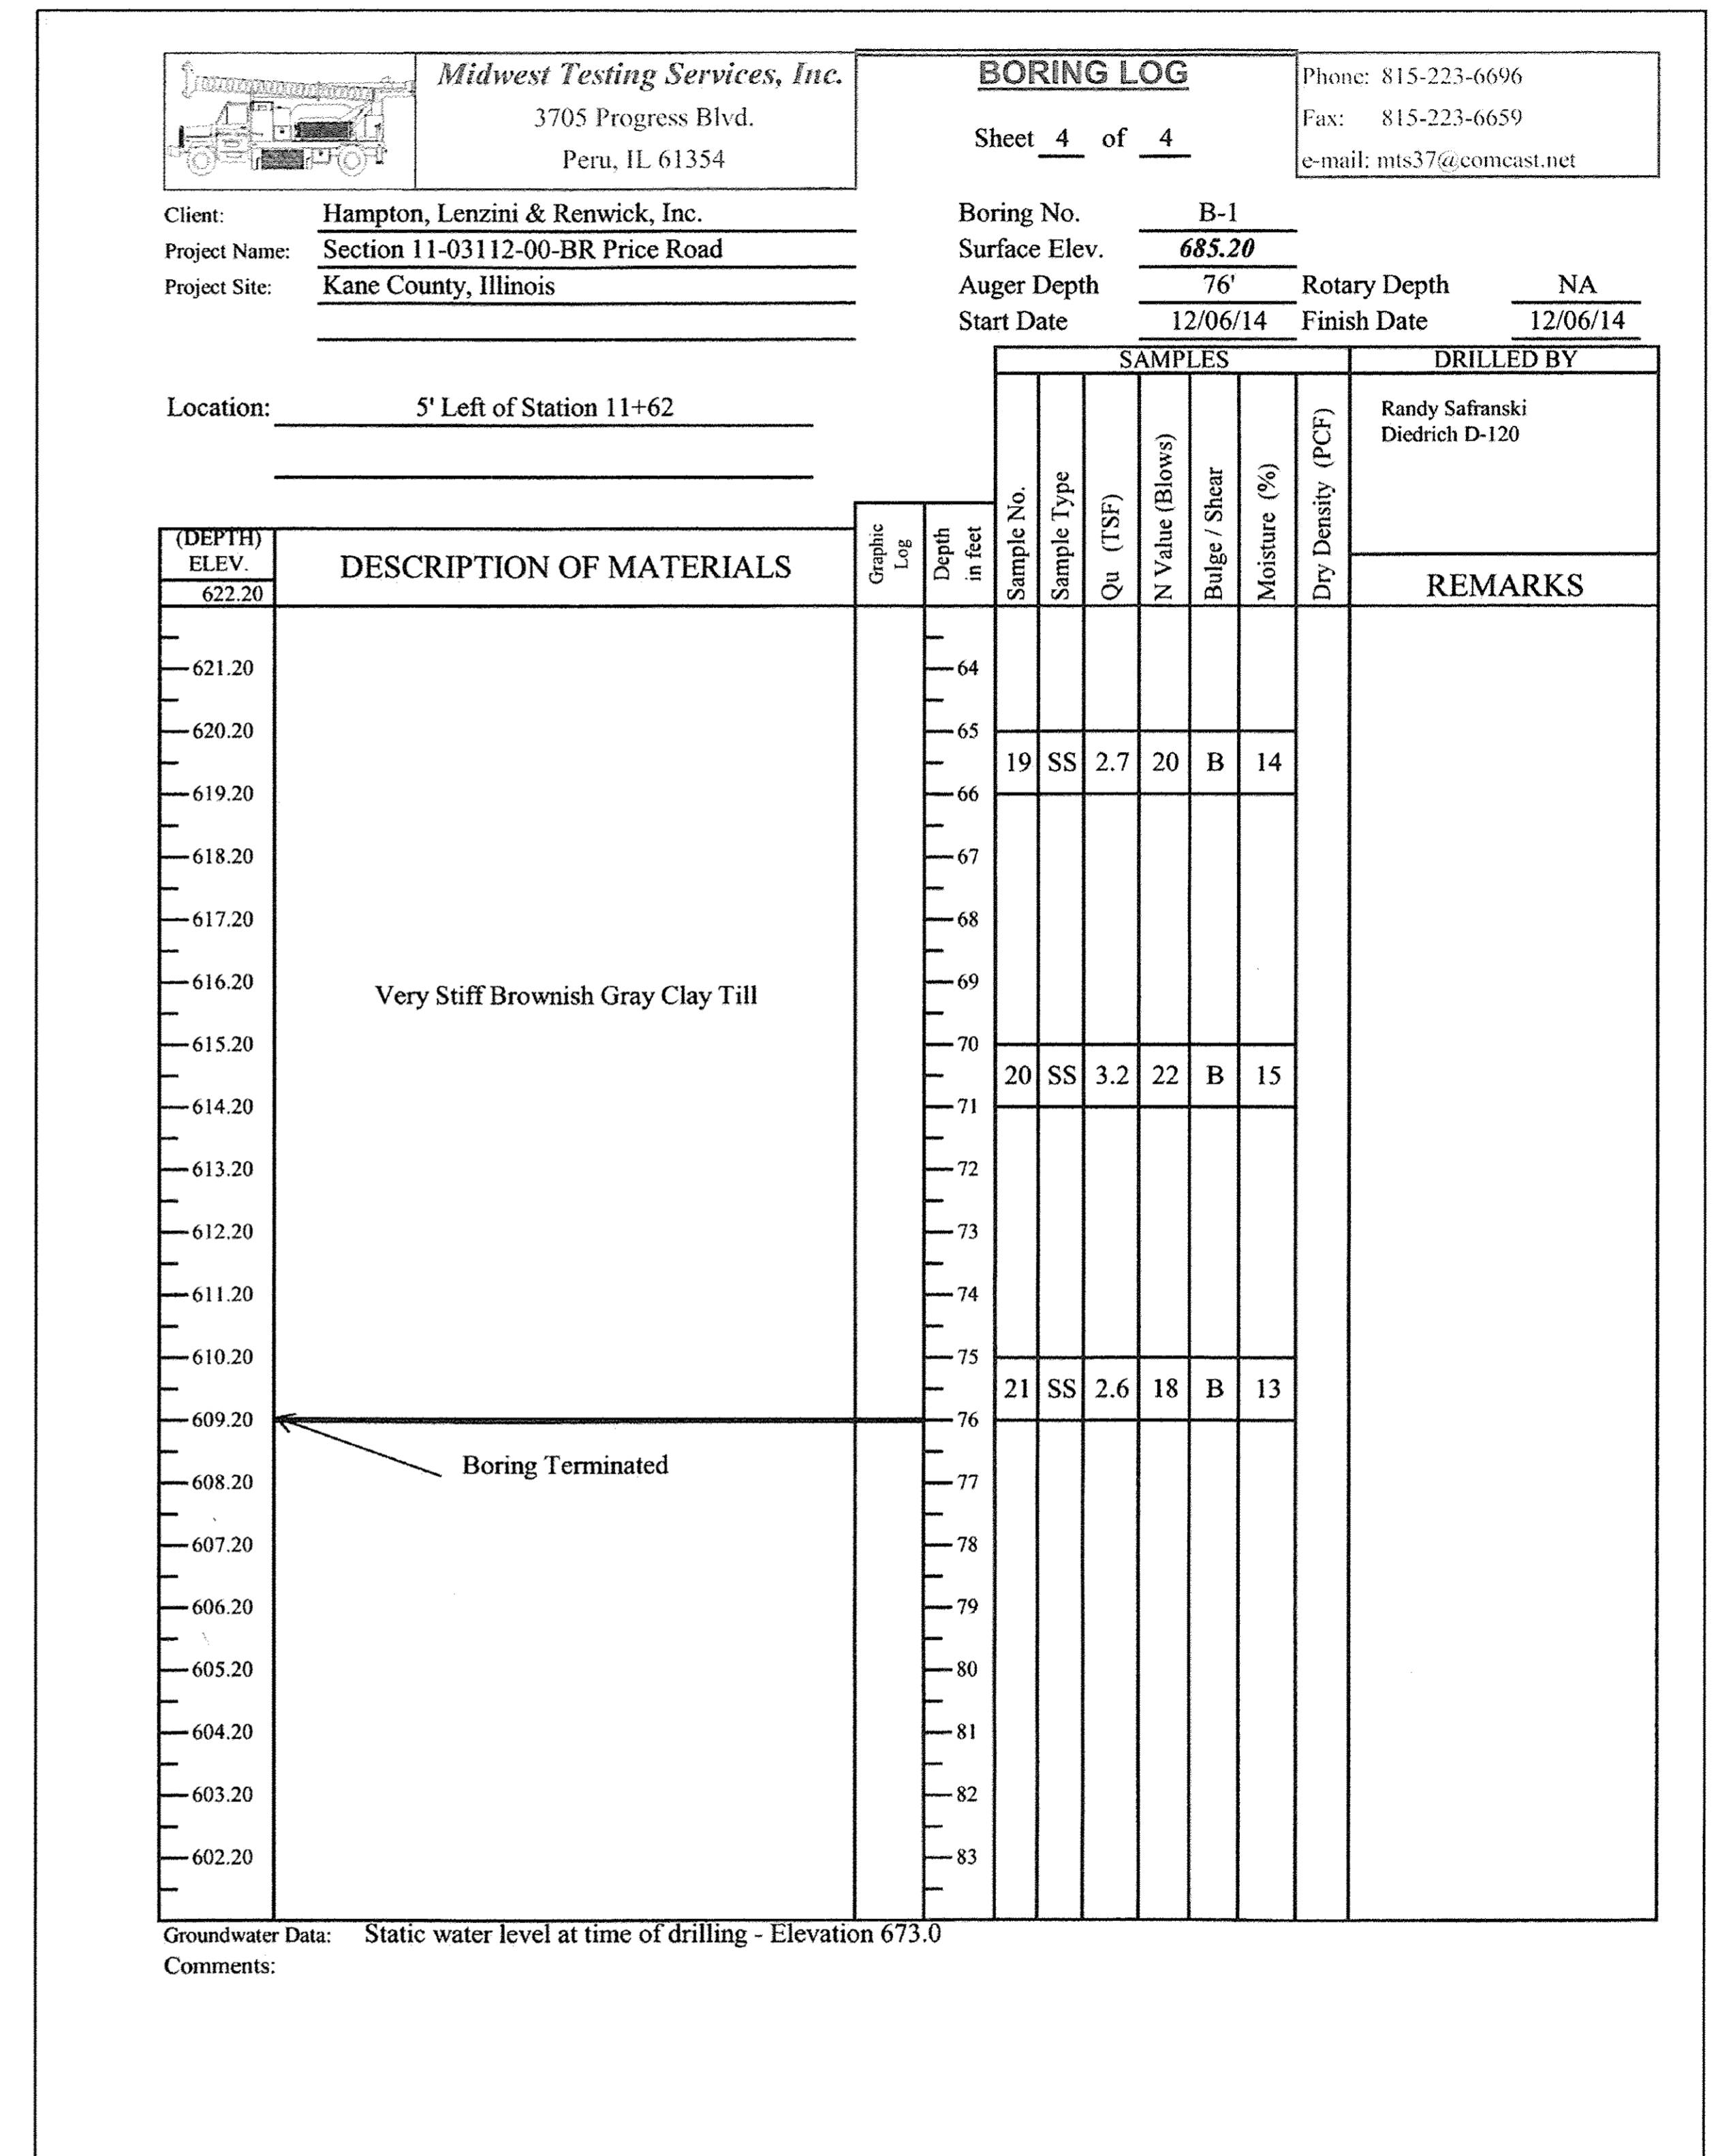 Midwest Testing Services, Inc.
3705 Progress Blvd.
Peru, IL 61354
BORING LOG
Sheet 4 of 4
Phone: 815-223-6696
Fax: 815-223-6659
e-mail: mts37@comcast.net
Client: Hampton, Lenzini & Renwick, Inc.
Project Name: Section 11-03112-00-BR Price Road
Project Site: Kane County, Illinois
Boring No. B-1
Surface Elev. 685.20
Auger Depth 76' Rotary Depth NA
Start Date 12/06/14 Finish Date 12/06/14
Location: 5' Left of Station 11+62
SAMPLES
DRILLED BY
Randy Safranski
Diedrich D-120
(DEPTH)
ELEV.
622.20
DESCRIPTION OF MATERIALS
Graphic
Log
Depth
in feet
Sample No.
Sample Type
Qu (TSF)
N Value (Blows)
Bulge / Shear
Moisture (%)
Dry Density (PCF)
REMARKS
621.20 64
620.20 65
19 SS 2.7 20 B 14
619.20 66
618.20 67
617.20 68
616.20 69
Very Stiff Brownish Gray Clay Till
615.20 70
20 SS 3.2 22 B 15
614.20 71
613.20 72
612.20 73
611.20 74
610.20 75
21 SS 2.6 18 B 13
609.20 76
Boring Terminated
608.20 77
607.20 78
606.20 79
605.20 80
604.20 81
603.20 82
602.20 83
Groundwater Data: Static water level at time of drilling - Elevation 673.0
Comments: